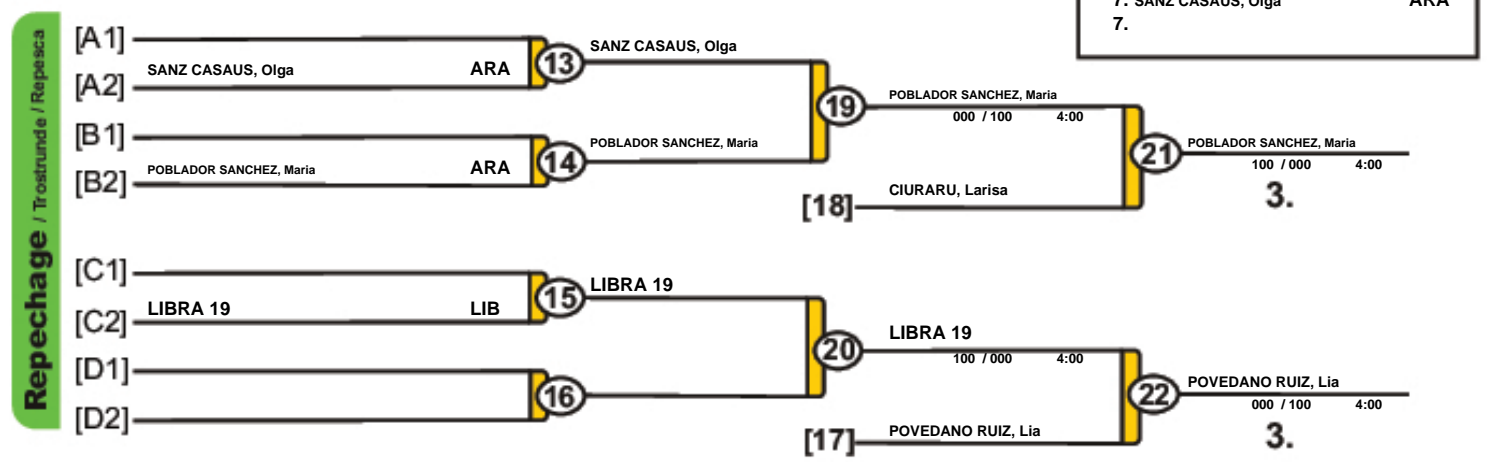 7. SANZ CASAUS, Olga ARA
7.
Repechage / Trostrunde / Repesca
[A1]
SANZ CASAUS, Olga ARA
[A2]
13
SANZ CASAUS, Olga
[B1]
POBLADOR SANCHEZ, Maria ARA
[B2]
14
POBLADOR SANCHEZ, Maria
19
POBLADOR SANCHEZ, Maria
000 / 100 4:00
[18]
CIURARU, Larisa
21
POBLADOR SANCHEZ, Maria
100 / 000 4:00
3.
[C1]
LIBRA 19 LIB
[C2]
15
LIBRA 19
[D1]
[D2]
16
20
LIBRA 19
100 / 000 4:00
[17]
POVEDANO RUIZ, Lia
22
POVEDANO RUIZ, Lia
000 / 100 4:00
3.